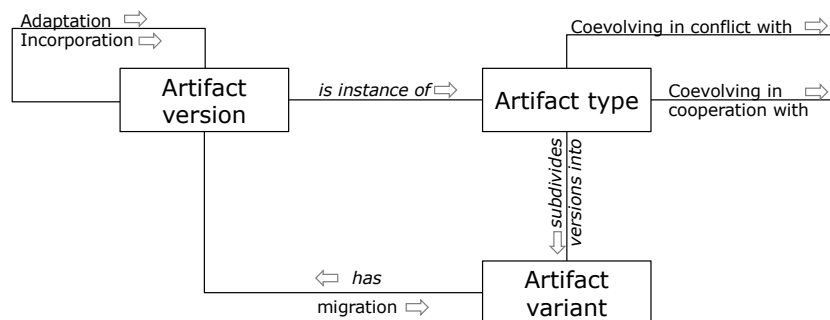 Adaptation
Incorporation
Coevolving in conflict with
Artifact
version
is instance of
Artifact type
Coevolving in
cooperation with
subdivides
versions into
has
migration
Artifact
variant